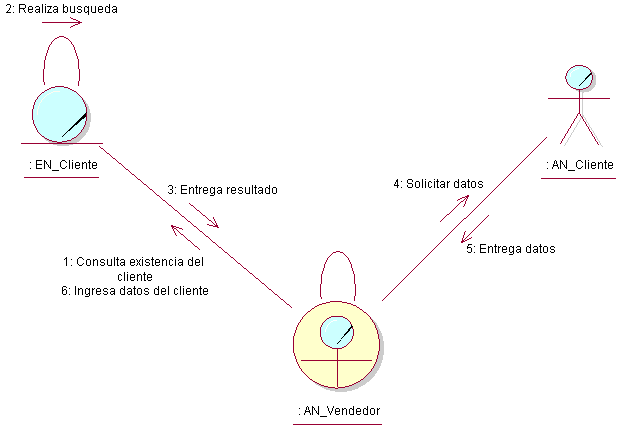 2: Realiza busqueda
: EN_Cliente
: AN_Cliente
3: Entrega resultado
4: Solicitar datos
5: Entrega datos
1: Consulta existencia del
cliente
6: Ingresa datos del cliente
: AN_Vendedor